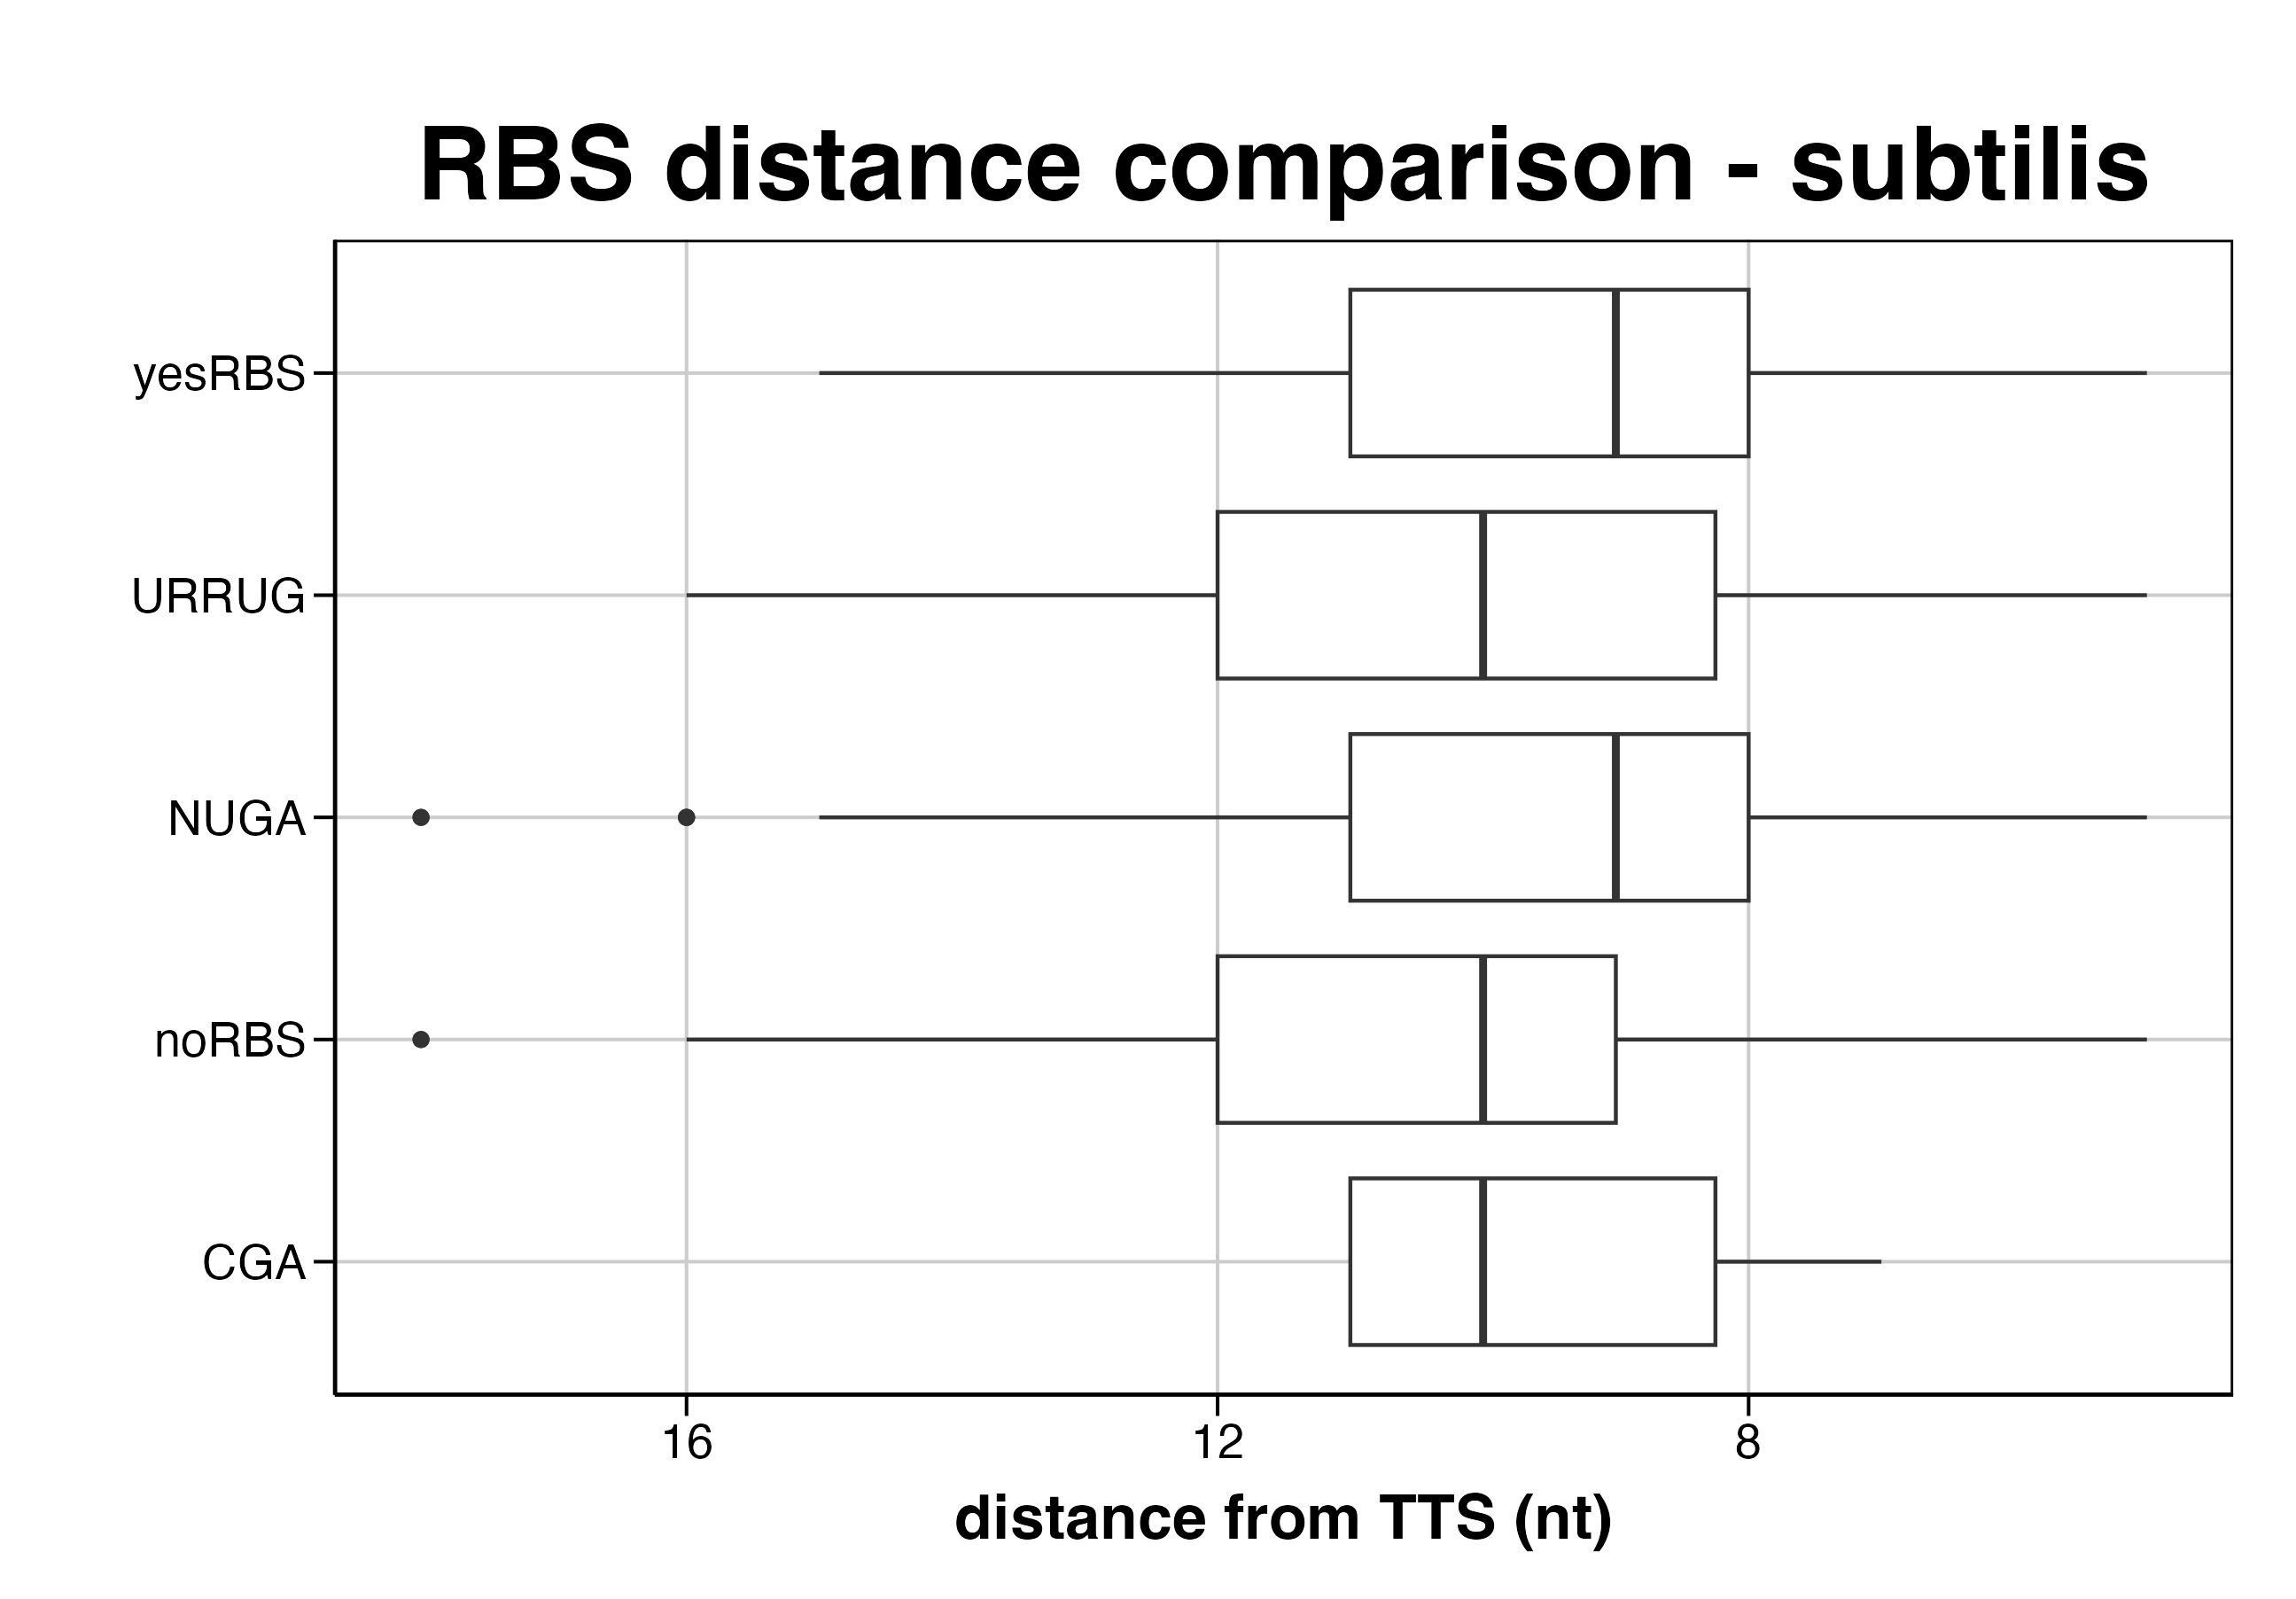 RBS distance comparison - subtilis
yesRBS
URRUG
NUGA
noRBS
CGA
16 12 8
distance from TTS (nt)